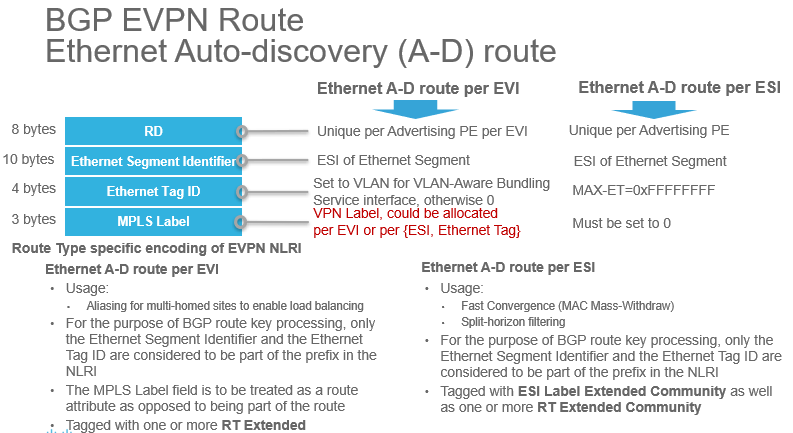 BGP EVPN Route
Ethernet Auto-discovery (A-D) route
Ethernet A-D route per EVI
Ethernet A-D route per ESI
8 bytes RD Unique per Advertising PE per EVI Unique per Advertising PE
10 bytes Ethernet Segment Identifier ESI of Ethernet Segment ESI of Ethernet Segment
4 bytes Ethernet Tag ID Set to VLAN for VLAN-Aware Bundling
Service interface, otherwise 0 MAX-ET=0xFFFFFFFF
3 bytes MPLS Label VPN Label, could be allocated
per EVI or per {ESI, Ethernet Tag} Must be set to 0
Route Type specific encoding of EVPN NLRI
Ethernet A-D route per EVI
• Usage:
• Aliasing for multi-homed sites to enable load balancing
• For the purpose of BGP route key processing, only
the Ethernet Segment Identifier and the Ethernet
Tag ID are considered to be part of the prefix in the
NLRI
• The MPLS Label field is to be treated as a route
attribute as opposed to being part of the route
• Tagged with one or more RT Extended
Ethernet A-D route per ESI
• Usage:
• Fast Convergence (MAC Mass-Withdraw)
• Split-horizon filtering
• For the purpose of BGP route key processing, only the
Ethernet Segment Identifier and the Ethernet Tag ID are
considered to be part of the prefix in the NLRI
• Tagged with ESI Label Extended Community as well
as one or more RT Extended Community